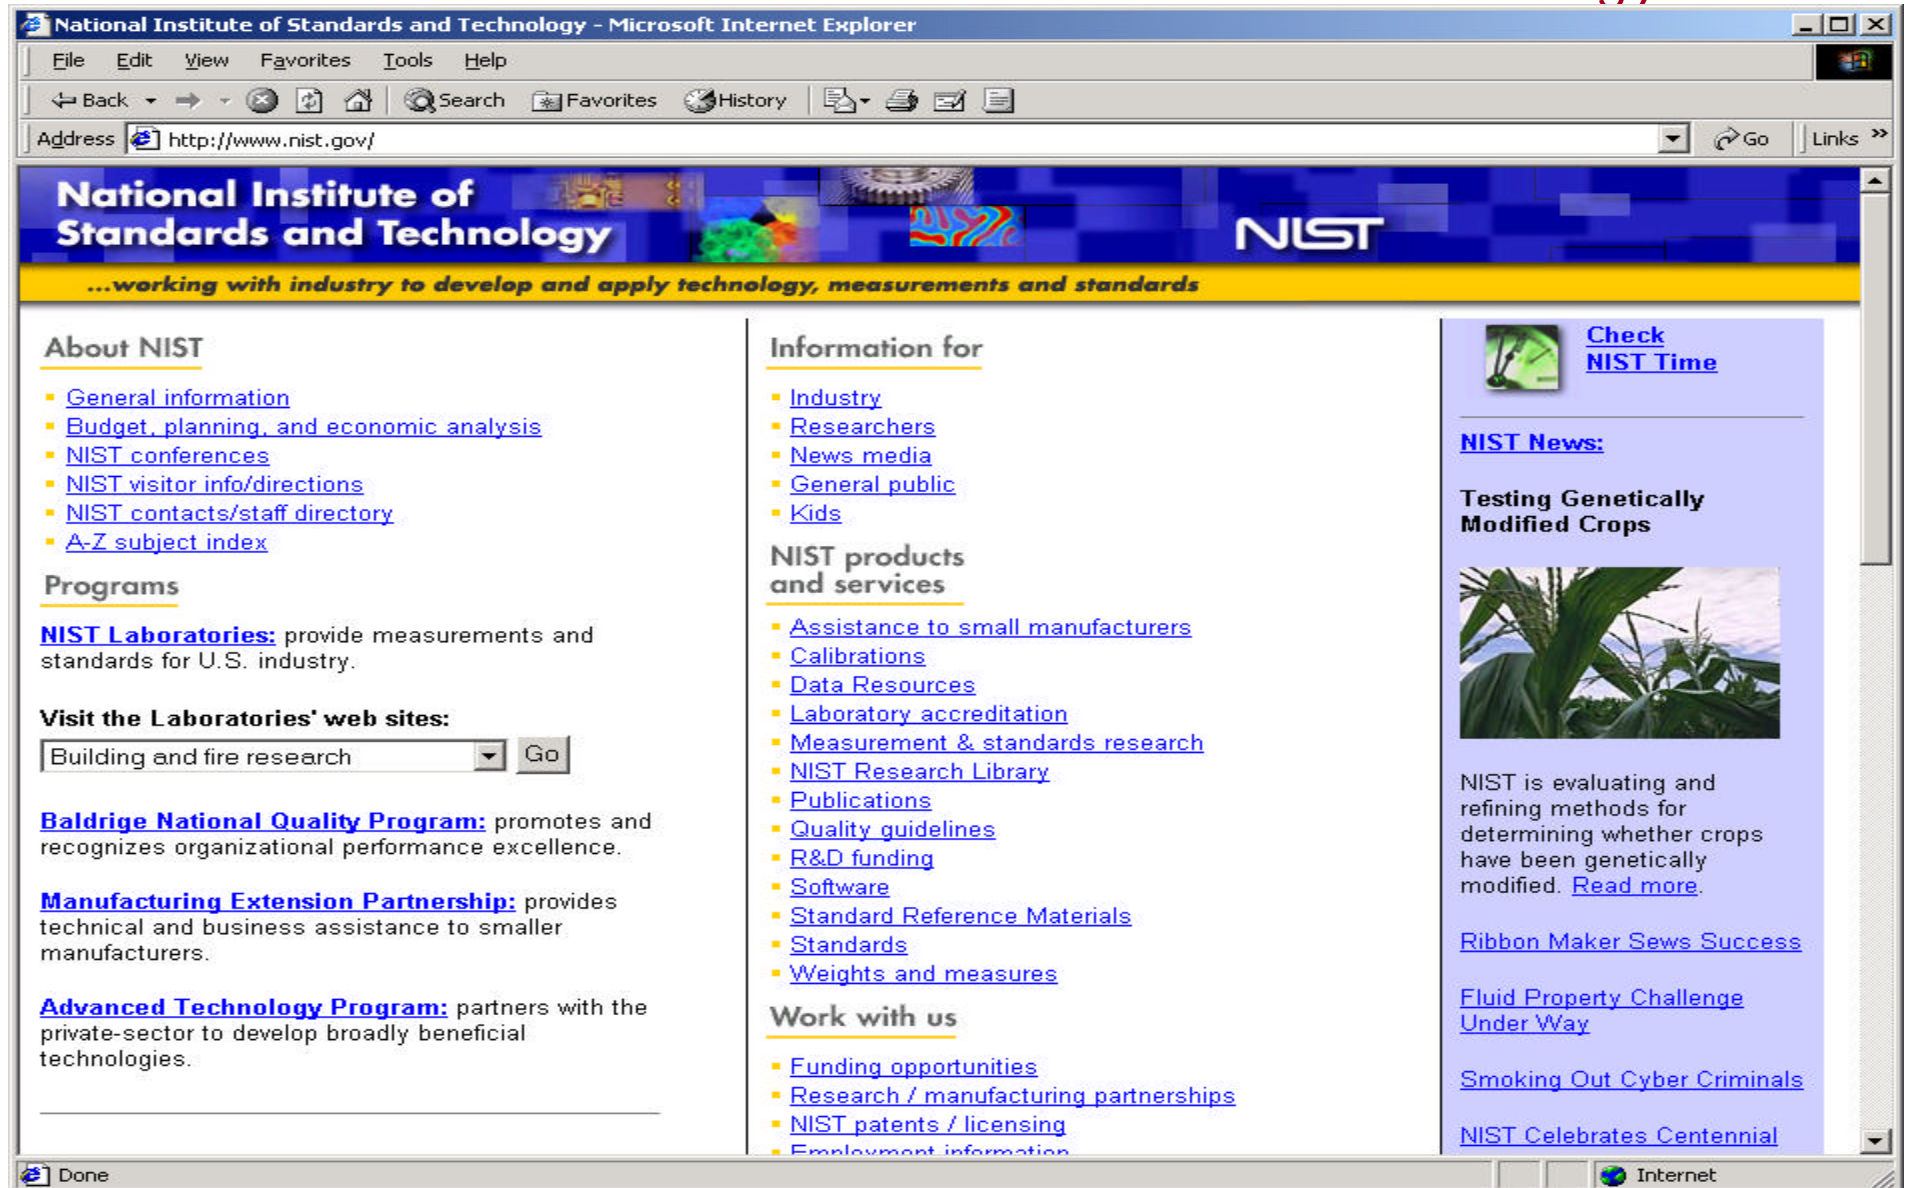 National Institute of Standards and Technology - Microsoft Internet Explorer
File Edit View Favorites Tools Help
Back Search Favorites History
Address http://www.nist.gov/ Go Links »
National Institute of
Standards and Technology
NIST
...working with industry to develop and apply technology, measurements and standards
About NIST
General information
Budget, planning, and economic analysis
NIST conferences
NIST visitor info/directions
NIST contacts/staff directory
A-Z subject index
Programs
NIST Laboratories: provide measurements and
standards for U.S. industry.
Visit the Laboratories' web sites:
Building and fire research Go
Baldrige National Quality Program: promotes and
recognizes organizational performance excellence.
Manufacturing Extension Partnership: provides
technical and business assistance to smaller
manufacturers.
Advanced Technology Program: partners with the
private-sector to develop broadly beneficial
technologies.
Information for
Industry
Researchers
News media
General public
Kids
NIST products
and services
Assistance to small manufacturers
Calibrations
Data Resources
Laboratory accreditation
Measurement & standards research
NIST Research Library
Publications
Quality guidelines
R&D funding
Software
Standard Reference Materials
Standards
Weights and measures
Work with us
Funding opportunities
Research / manufacturing partnerships
NIST patents / licensing
Employment information
Check
NIST Time
NIST News:
Testing Genetically
Modified Crops
NIST is evaluating and
refining methods for
determining whether crops
have been genetically
modified. Read more.
Ribbon Maker Sews Success
Fluid Property Challenge
Under Way
Smoking Out Cyber Criminals
NIST Celebrates Centennial
Done Internet